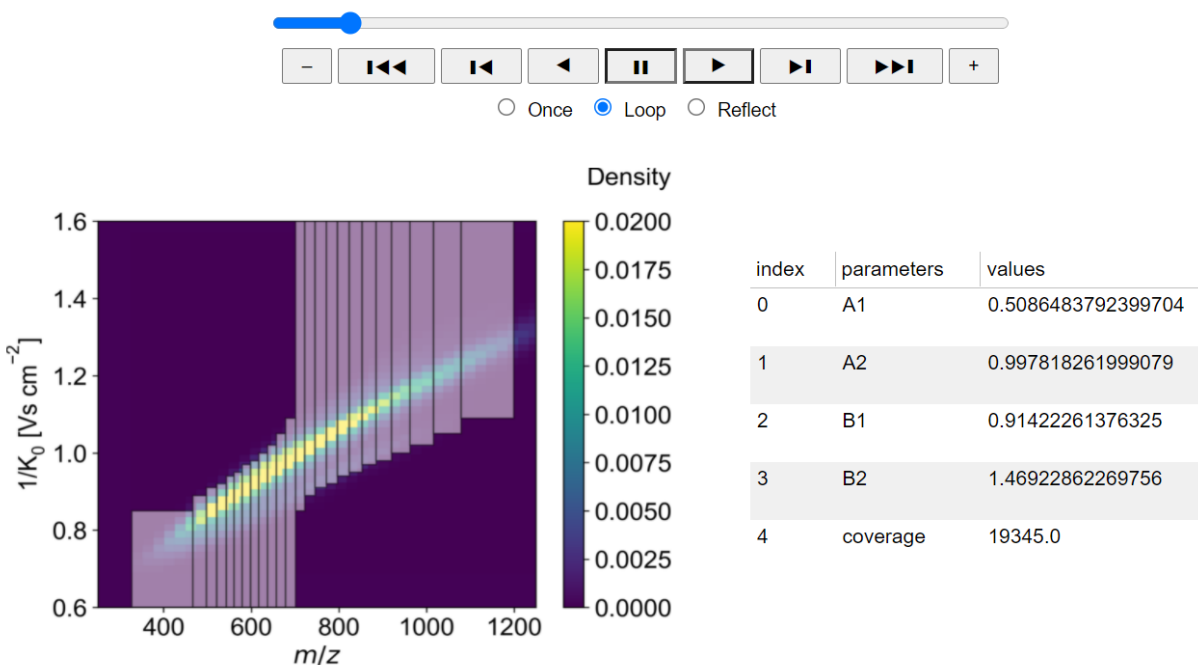 – +
Once Loop Reflect
Density
1.6
1.4
1.2
1.0
0.8
0.6
1/K0 [Vs cm−2]
400 600 800 1000 1200
m/z
0.0200
0.0175
0.0150
0.0125
0.0100
0.0075
0.0050
0.0025
0.0000
index parameters values
0 A1 0.5086483792399704
1 A2 0.997818261999079
2 B1 0.91422261376325
3 B2 1.46922862269756
4 coverage 19345.0